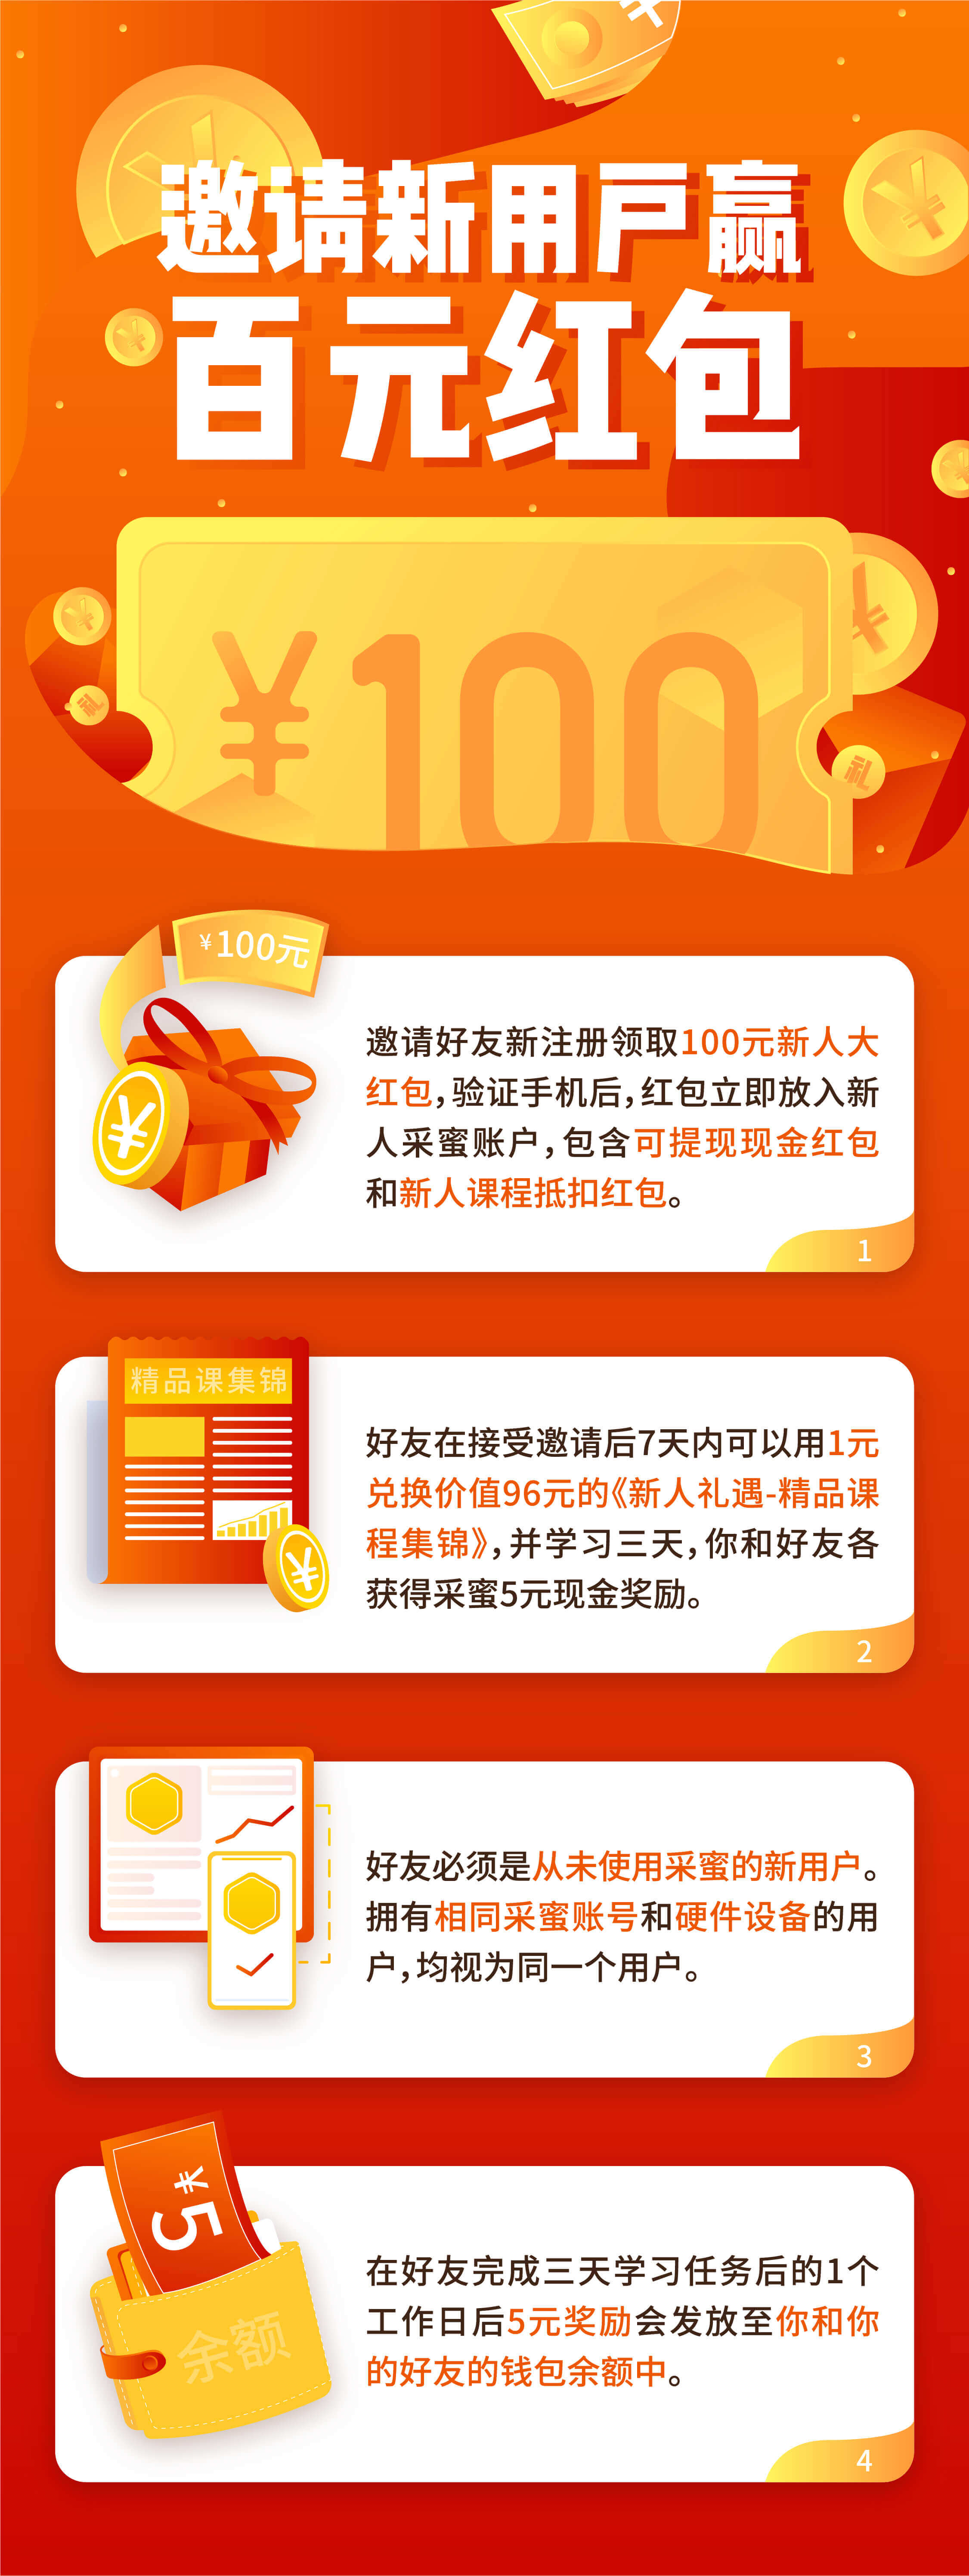 邀请新用户赢
百元红包
¥100
礼
礼
¥100元
邀请好友新注册领取100元新人大
红包，验证手机后，红包立即放入新
人采蜜账户，包含可提现现金红包
和新人课程抵扣红包。
1
精品课集锦
好友在接受邀请后7天内可以用1元
兑换价值96元的《新人礼遇-精品课
程集锦》，并学习三天，你和好友各
获得采蜜5元现金奖励。
2
好友必须是从未使用采蜜的新用户。
拥有相同采蜜账号和硬件设备的用
户，均视为同一个用户。
3
¥5
余额
在好友完成三天学习任务后的1个
工作日后5元奖励会发放至你和你
的好友的钱包余额中。
4